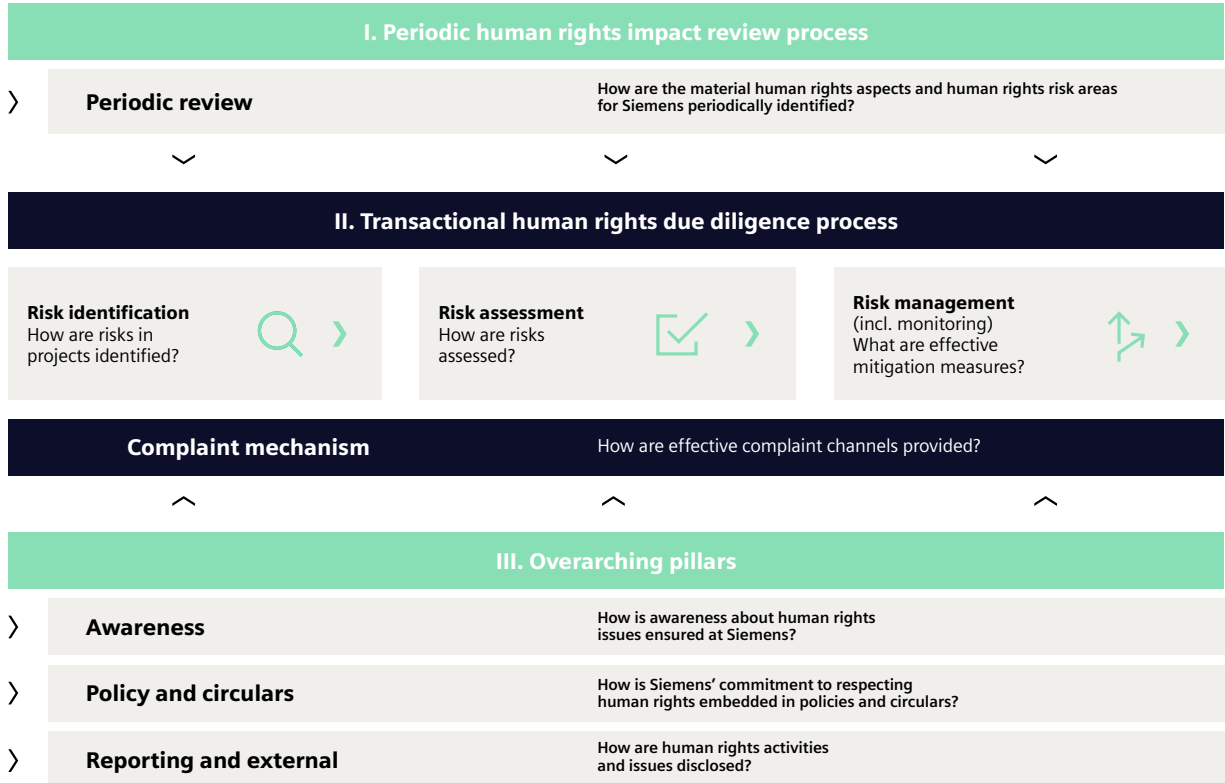 I. Periodic human rights impact review process
Periodic review
How are the material human rights aspects and human rights risk areas
for Siemens periodically identified?
II. Transactional human rights due diligence process
Risk identification
How are risks in
projects identified?
Risk assessment
How are risks
assessed?
Risk management
(incl. monitoring)
What are effective
mitigation measures?
Complaint mechanism
How are effective complaint channels provided?
III. Overarching pillars
Awareness
How is awareness about human rights
issues ensured at Siemens?
Policy and circulars
How is Siemens’ commitment to respecting
human rights embedded in policies and circulars?
Reporting and external
How are human rights activities
and issues disclosed?